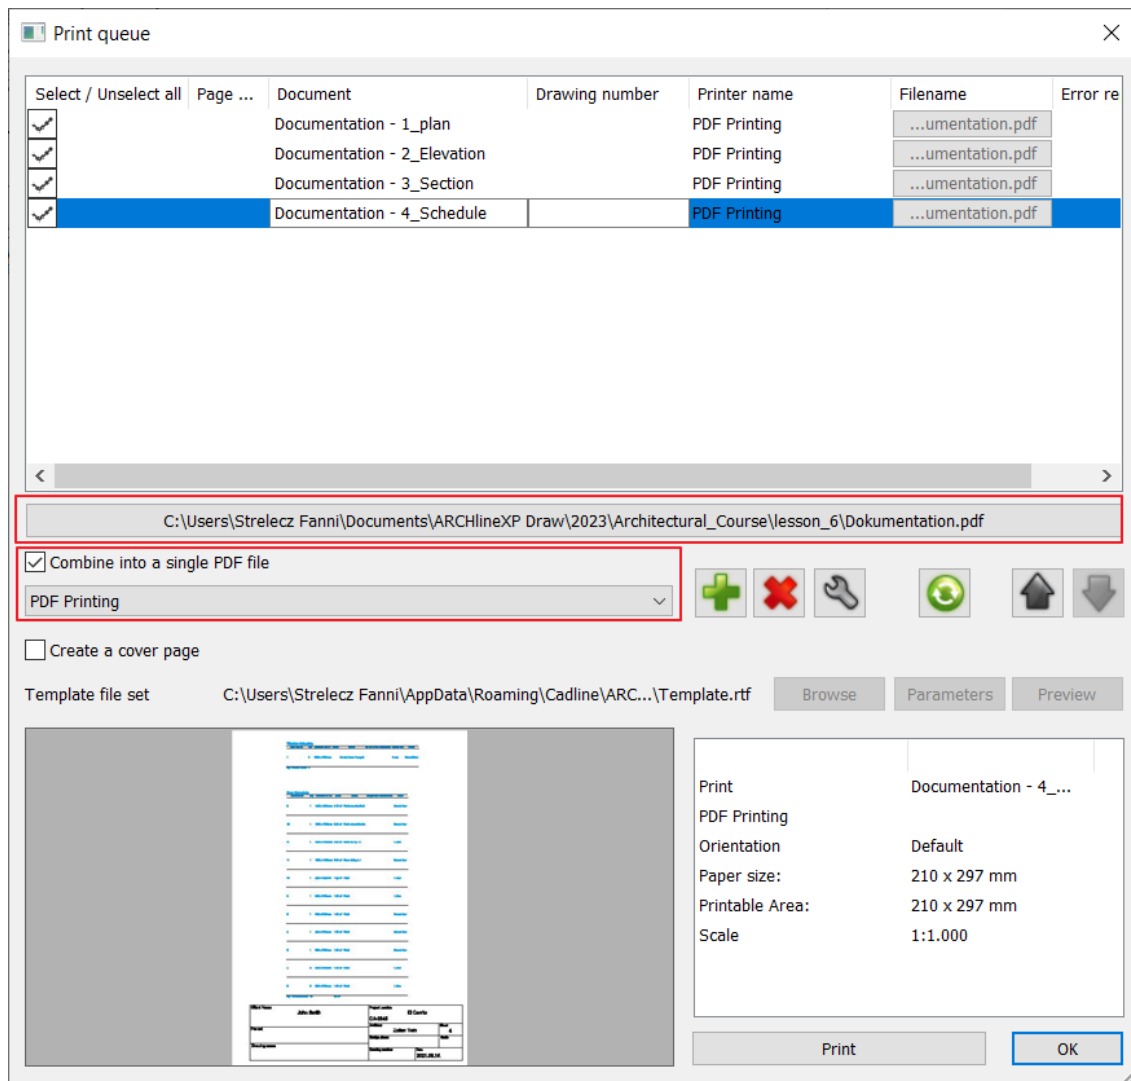 Print queue
Select / Unselect all Page ... Document Drawing number Printer name Filename Error re
Documentation - 1_plan PDF Printing ...umentation.pdf
Documentation - 2_Elevation PDF Printing ...umentation.pdf
Documentation - 3_Section PDF Printing ...umentation.pdf
Documentation - 4_Schedule PDF Printing ...umentation.pdf
C:\Users\Strelecz Fanni\Documents\ARCHlineXP Draw\2023\Architectural_Course\lesson_6\Dokumentation.pdf
Combine into a single PDF file
PDF Printing
Create a cover page
Template file set C:\Users\Strelecz Fanni\AppData\Roaming\Cadline\ARC...\Template.rtf Browse Parameters Preview
Print Documentation - 4_...
PDF Printing
Orientation Default
Paper size: 210 x 297 mm
Printable Area: 210 x 297 mm
Scale 1:1.000
John Smith
Print OK